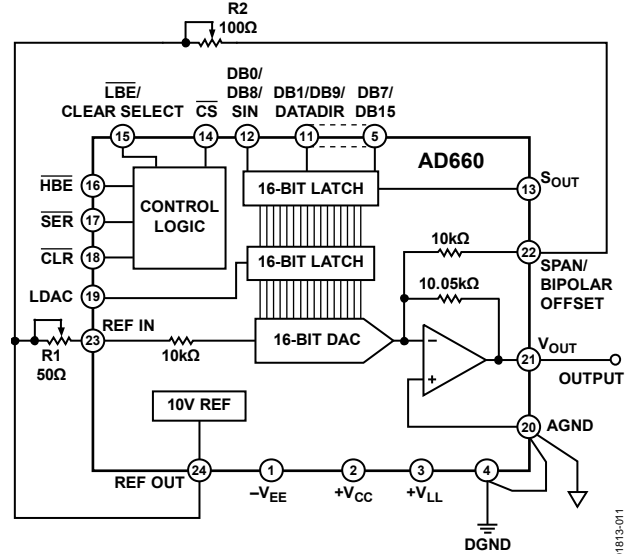 R2
100Ω
DB0/
DB8/
SIN
DB1/DB9/
DATADIR
DB7/
DB15
LBE/
CLEAR SELECT
CS
15
14
12
11
5
AD660
HBE
16
SER
17
CLR
18
LDAC
19
CONTROL
LOGIC
16-BIT LATCH
16-BIT LATCH
13
SOUT
10kΩ
22
SPAN/
BIPOLAR
OFFSET
10.05kΩ
REF IN
23
R1
50Ω
10kΩ
16-BIT DAC
−
+
VOUT
21
OUTPUT
10V REF
20
AGND
REF OUT
24
1
2
3
4
–VEE
+VCC
+VLL
DGND
01813-011